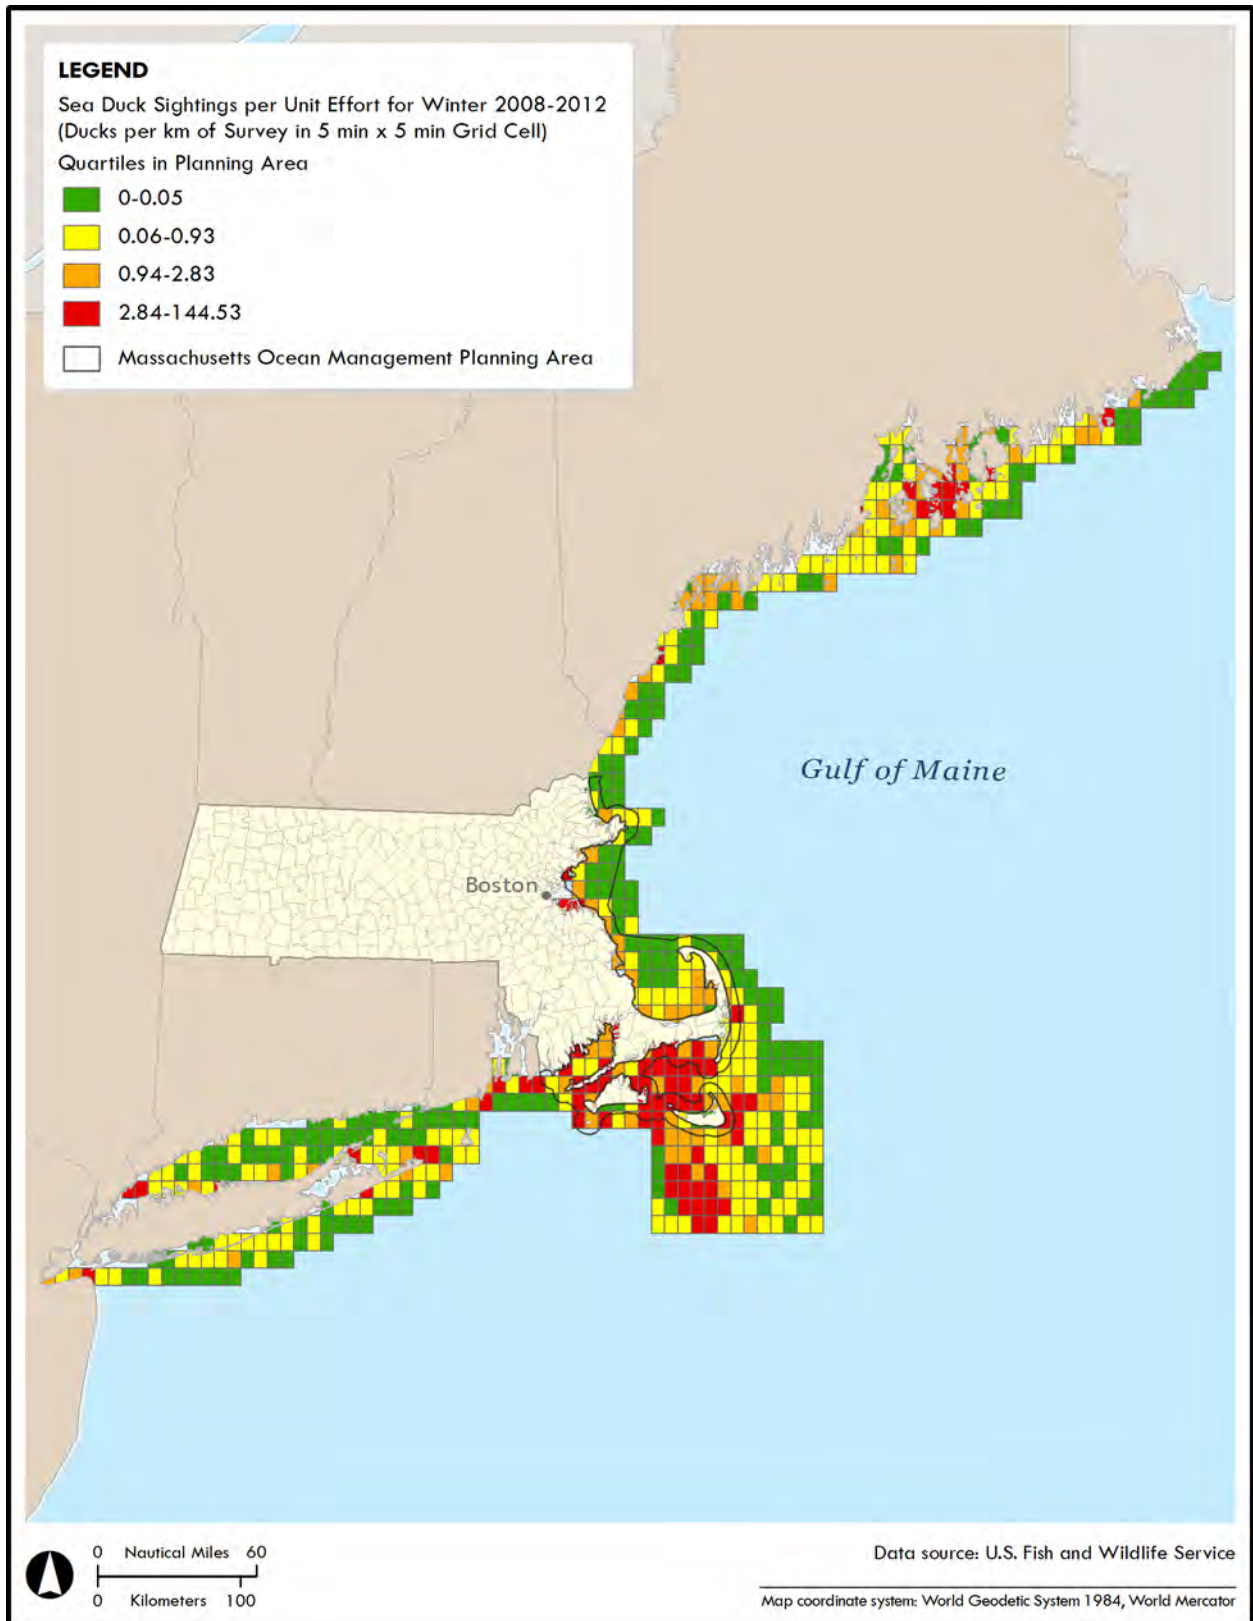 LEGEND
Sea Duck Sightings per Unit Effort for Winter 2008-2012
(Ducks per km of Survey in 5 min x 5 min Grid Cell)
Quartiles in Planning Area
0-0.05
0.06-0.93
0.94-2.83
2.84-144.53
Massachusetts Ocean Management Planning Area
Gulf of Maine
Boston
0 Nautical Miles 60
0 Kilometers 100
Data source: U.S. Fish and Wildlife Service
Map coordinate system: World Geodetic System 1984, World Mercator